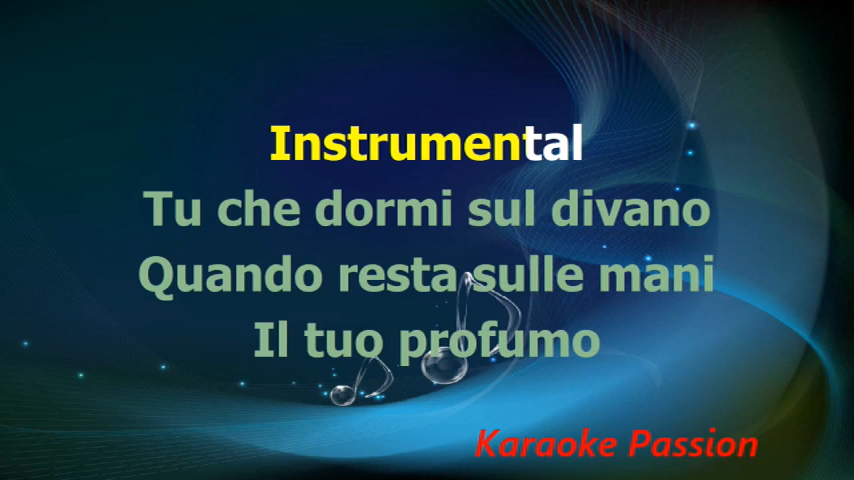 Instrumental
Tu che dormi sul divano
Quando resta sulle mani
Il tuo profumo
Karaoke Passion